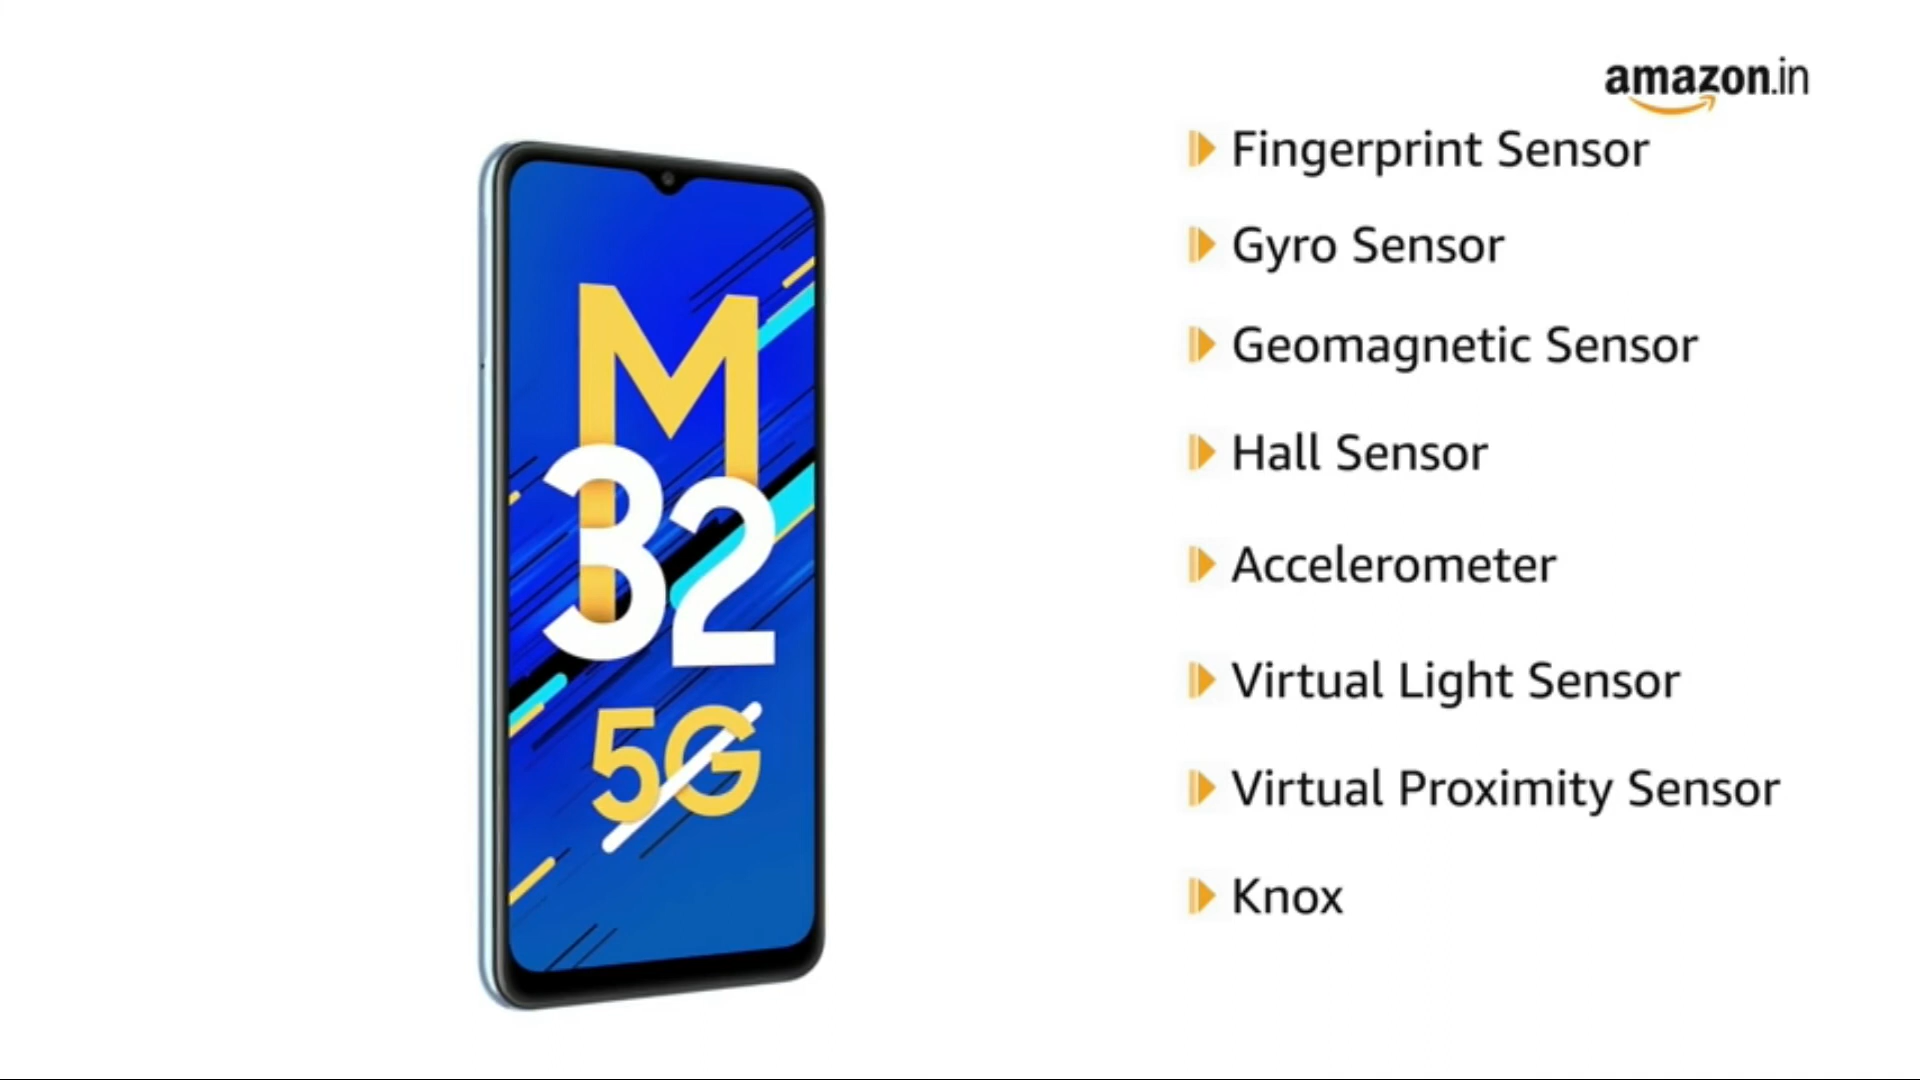 amazon.in
Fingerprint Sensor
Gyro Sensor
Geomagnetic Sensor
Hall Sensor
Accelerometer
Virtual Light Sensor
Virtual Proximity Sensor
Knox
M
32
5G